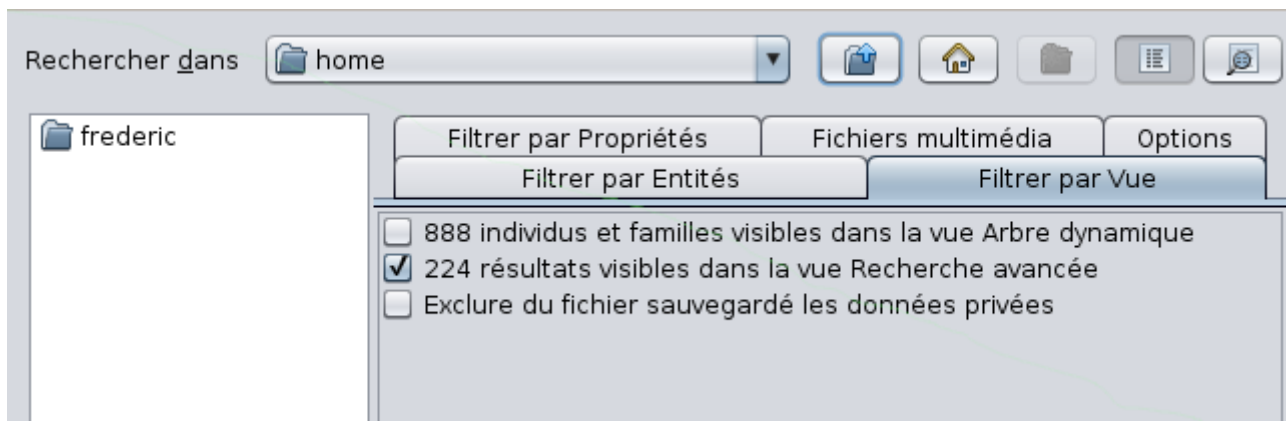 Rechercher dans home
frederic
Filtrer par Propriétés Fichiers multimédia Options
Filtrer par Entités Filtrer par Vue
888 individus et familles visibles dans la vue Arbre dynamique
224 résultats visibles dans la vue Recherche avancée
Exclure du fichier sauvegardé les données privées